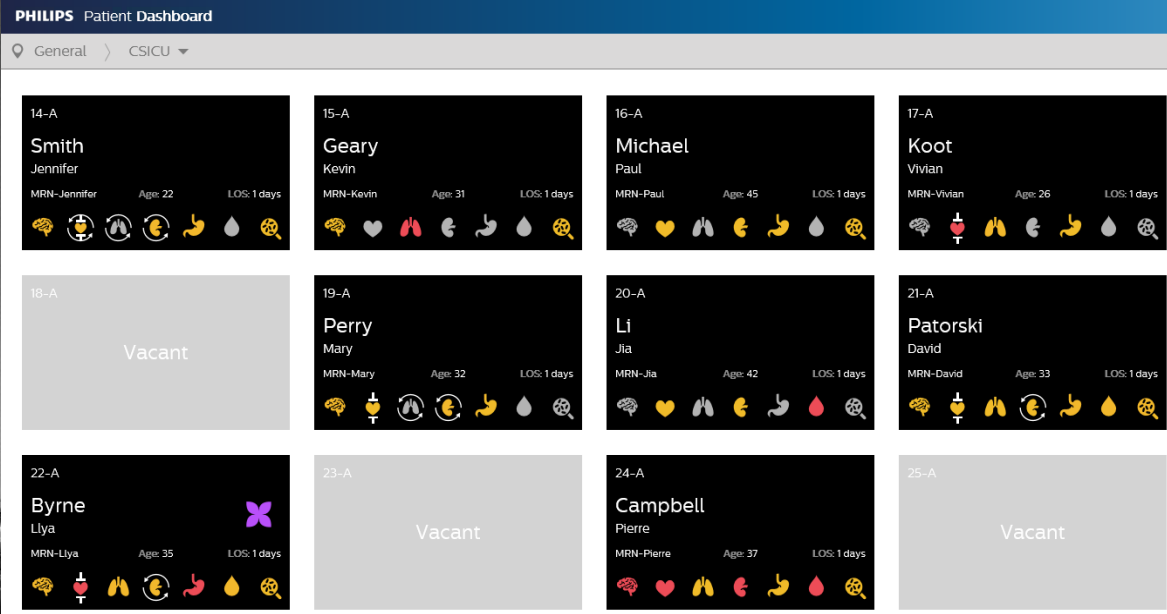 PHILIPS Patient Dashboard
General CSICU
14-A
Smith
Jennifer
MRN-Jennifer Age: 22 LOS: 1 days
15-A
Geary
Kevin
MRN-Kevin Age: 31 LOS: 1 days
16-A
Michael
Paul
MRN-Paul Age: 45 LOS: 1 days
17-A
Koot
Vivian
MRN-Vivian Age: 26 LOS: 1 days
18-A
Vacant
19-A
Perry
Mary
MRN-Mary Age: 32 LOS: 1 days
20-A
Li
Jia
MRN-Jia Age: 42 LOS: 1 days
21-A
Patorski
David
MRN-David Age: 33 LOS: 1 days
22-A
Byrne
Llya
MRN-Llya Age: 35 LOS: 1 days
23-A
Vacant
24-A
Campbell
Pierre
MRN-Pierre Age: 37 LOS: 1 days
25-A
Vacant